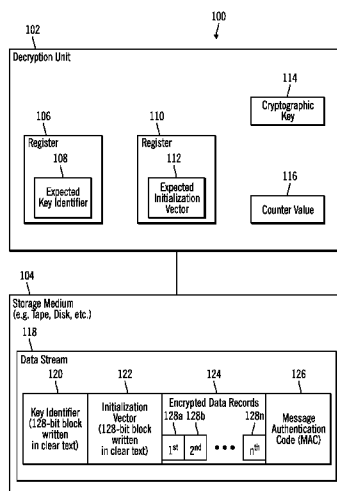 100
102
Decryption Unit
114
Cryptographic
Key
106
110
Register
Register
108
112
Expected
Key Identifier
Expected
Initialization
Vector
116
Counter Value
104
Storage Medium
(e.g. Tape, Disk, etc.)
118
Data Stream
120
122
124
126
Key Identifier
(128-bit block
written
in clear text)
Initialization
Vector
(128-bit block
written
in clear text)
Encrypted Data Records
128a 128b 128n
1st 2nd • • • nth
Message
Authentication
Code (MAC)